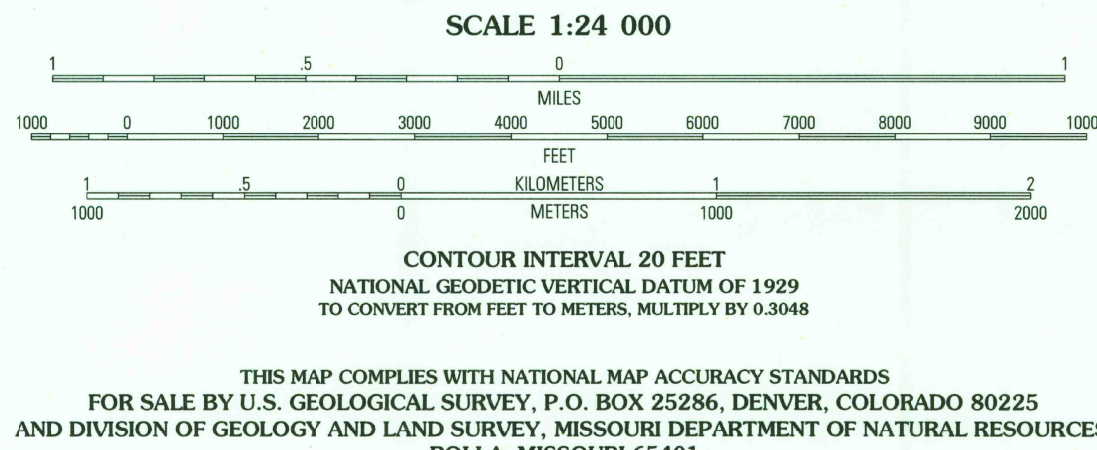 SCALE 1:24 000
1 .5 0 1
MILES
1000 0 1000 2000 3000 4000 5000 6000 7000 8000 9000 1000
FEET
1 .5 0 KILOMETERS 1 2
1000 0 METERS 1000 2000
CONTOUR INTERVAL 20 FEET
NATIONAL GEODETIC VERTICAL DATUM OF 1929
TO CONVERT FROM FEET TO METERS, MULTIPLY BY 0.3048
THIS MAP COMPLIES WITH NATIONAL MAP ACCURACY STANDARDS
FOR SALE BY U.S. GEOLOGICAL SURVEY, P.O. BOX 25286, DENVER, COLORADO 80225
AND DIVISION OF GEOLOGY AND LAND SURVEY, MISSOURI DEPARTMENT OF NATURAL RESOURCES
ROLLA, MISSOURI 65401